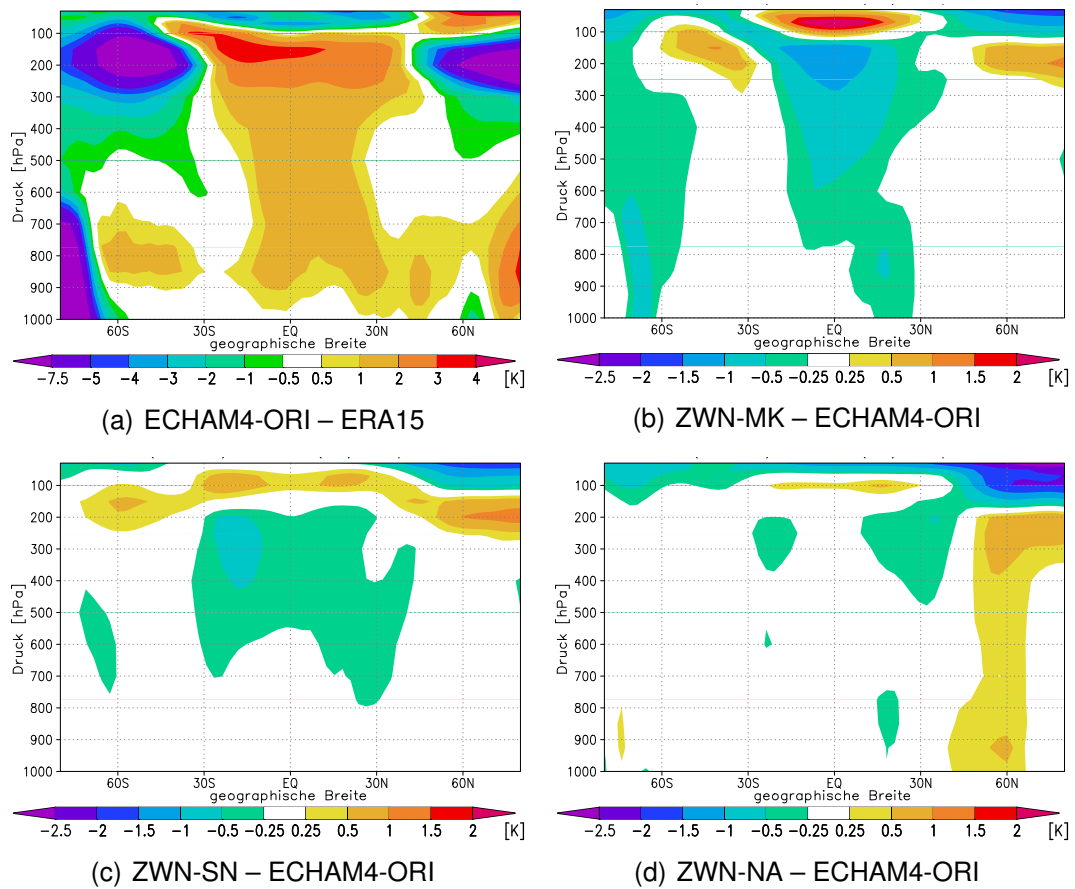 100
200
300
400
500
600
700
800
900
1000
Druck [hPa]
60S 30S EQ 30N 60N
geographische Breite
−7.5 −5 −4 −3 −2 −1 −0.5 0.5 1 2 3 4 [K]
(a) ECHAM4-ORI – ERA15
100
200
300
400
500
600
700
800
900
1000
Druck [hPa]
60S 30S EQ 30N 60N
geographische Breite
−2.5 −2 −1.5 −1 −0.5 −0.25 0.25 0.5 1 1.5 2 [K]
(b) ZWN-MK – ECHAM4-ORI
100
200
300
400
500
600
700
800
900
1000
Druck [hPa]
60S 30S EQ 30N 60N
geographische Breite
−2.5 −2 −1.5 −1 −0.5 −0.25 0.25 0.5 1 1.5 2 [K]
(c) ZWN-SN – ECHAM4-ORI
100
200
300
400
500
600
700
800
900
1000
Druck [hPa]
60S 30S EQ 30N 60N
geographische Breite
−2.5 −2 −1.5 −1 −0.5 −0.25 0.25 0.5 1 1.5 2 [K]
(d) ZWN-NA – ECHAM4-ORI